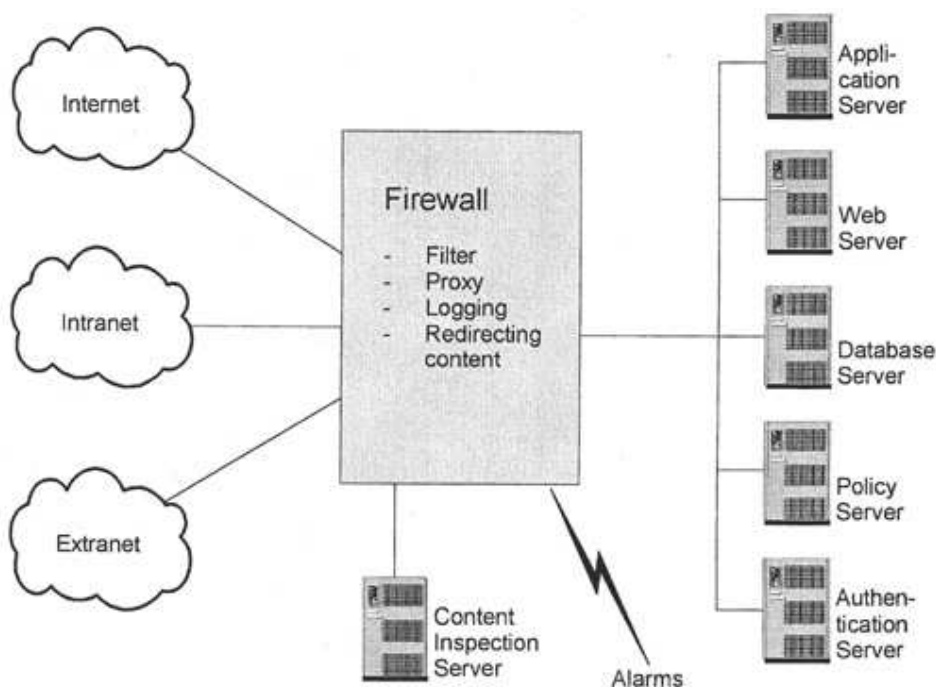 Internet
Intranet
Extranet
Firewall
- Filter
- Proxy
- Logging
- Redirecting
content
Content
Inspection
Server
Alarms
Appli-
cation
Server
Web
Server
Database
Server
Policy
Server
Authen-
tication
Server